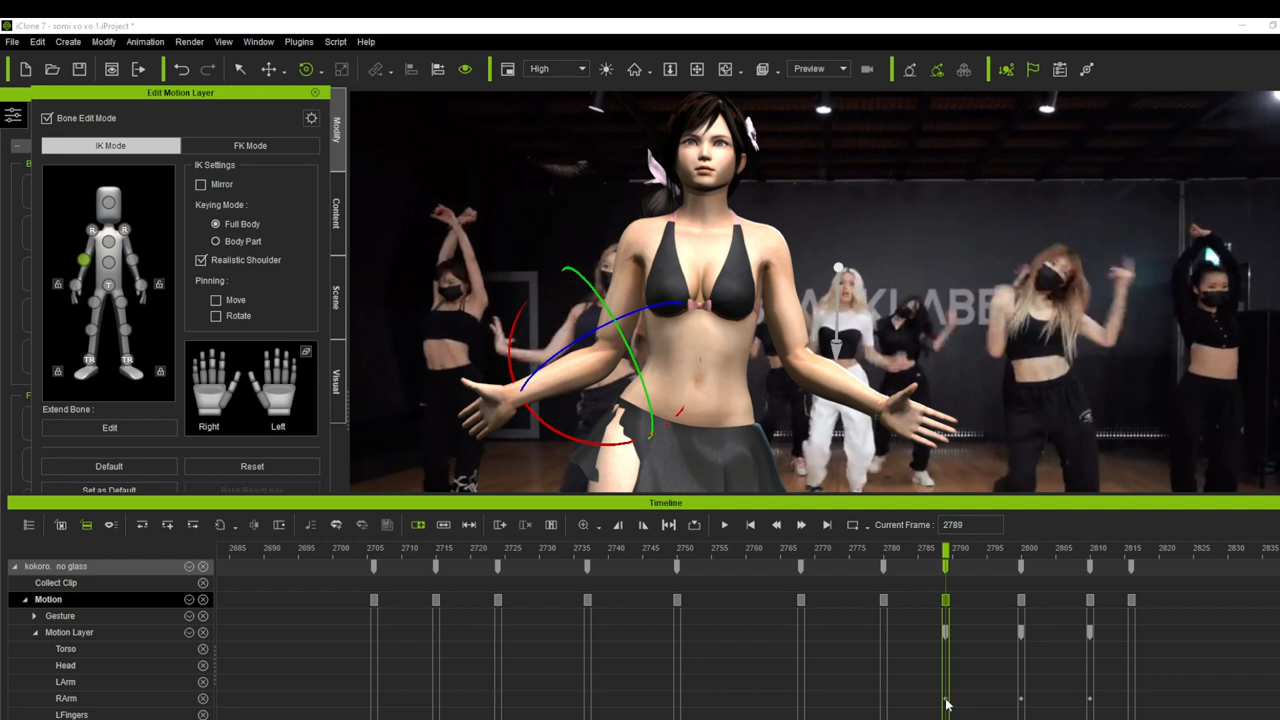 iClone 7 - somi xo xo 1.iProject *
File Edit Create Modify Animation Render View Window Plugins Script Help
High Preview
Edit Motion Layer
Bone Edit Mode
IK Mode FK Mode
IK Settings
Mirror
Keying Mode :
Full Body
Body Part
Realistic Shoulder
Pinning :
Move
Rotate
R R
T
TR TR
Extend Bone :
Edit
Right Left
Default Reset
Set as Default
Modify
Content
Scene
Visual
Timeline
Current Frame : 2789
2685 2690 2695 2700 2705 2710 2715 2720 2725 2730 2735 2740 2745 2750 2755 2760 2765 2770 2775 2780 2785 2790 2795 2800 2805 2810 2815 2820 2825 2830 2835
kokoro. no glass
Collect Clip
Motion
Gesture
Motion Layer
Torso
Head
LArm
RArm
LFingers